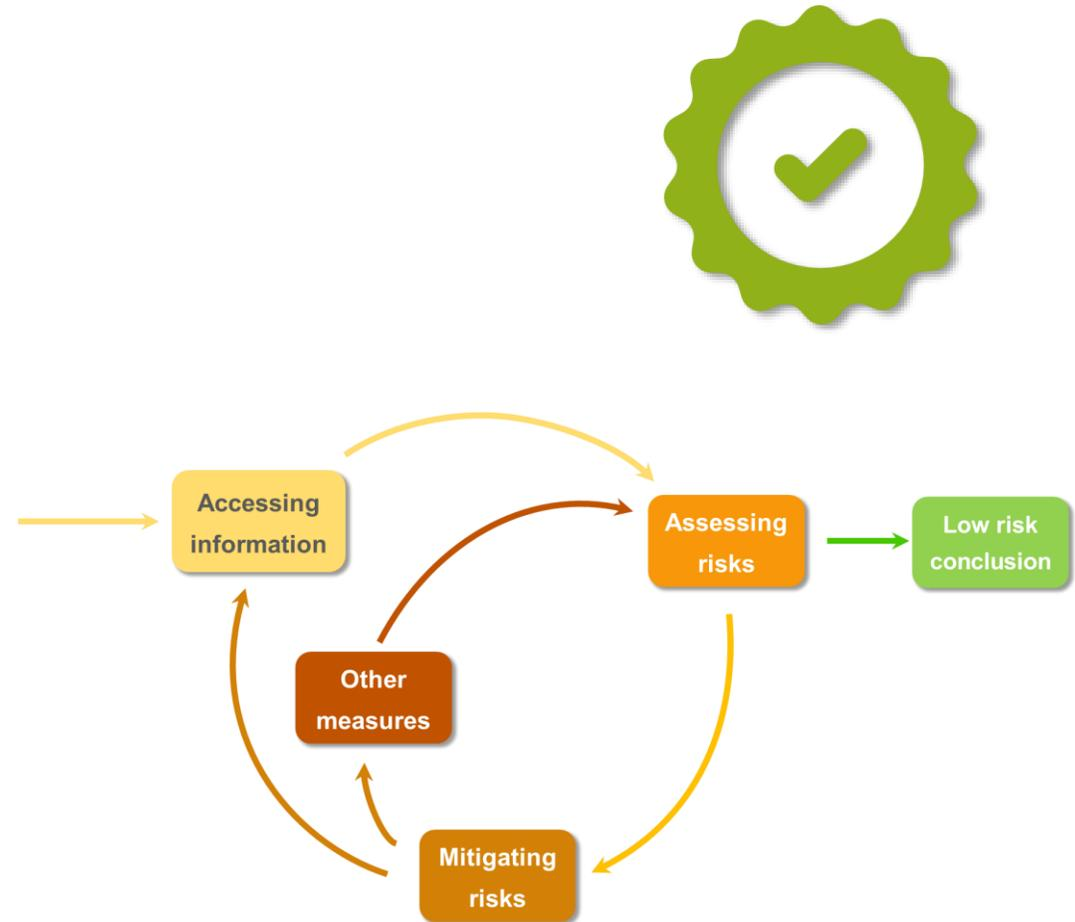 Accessing
information
Assessing
risks
Low risk
conclusion
Other
measures
Mitigating
risks